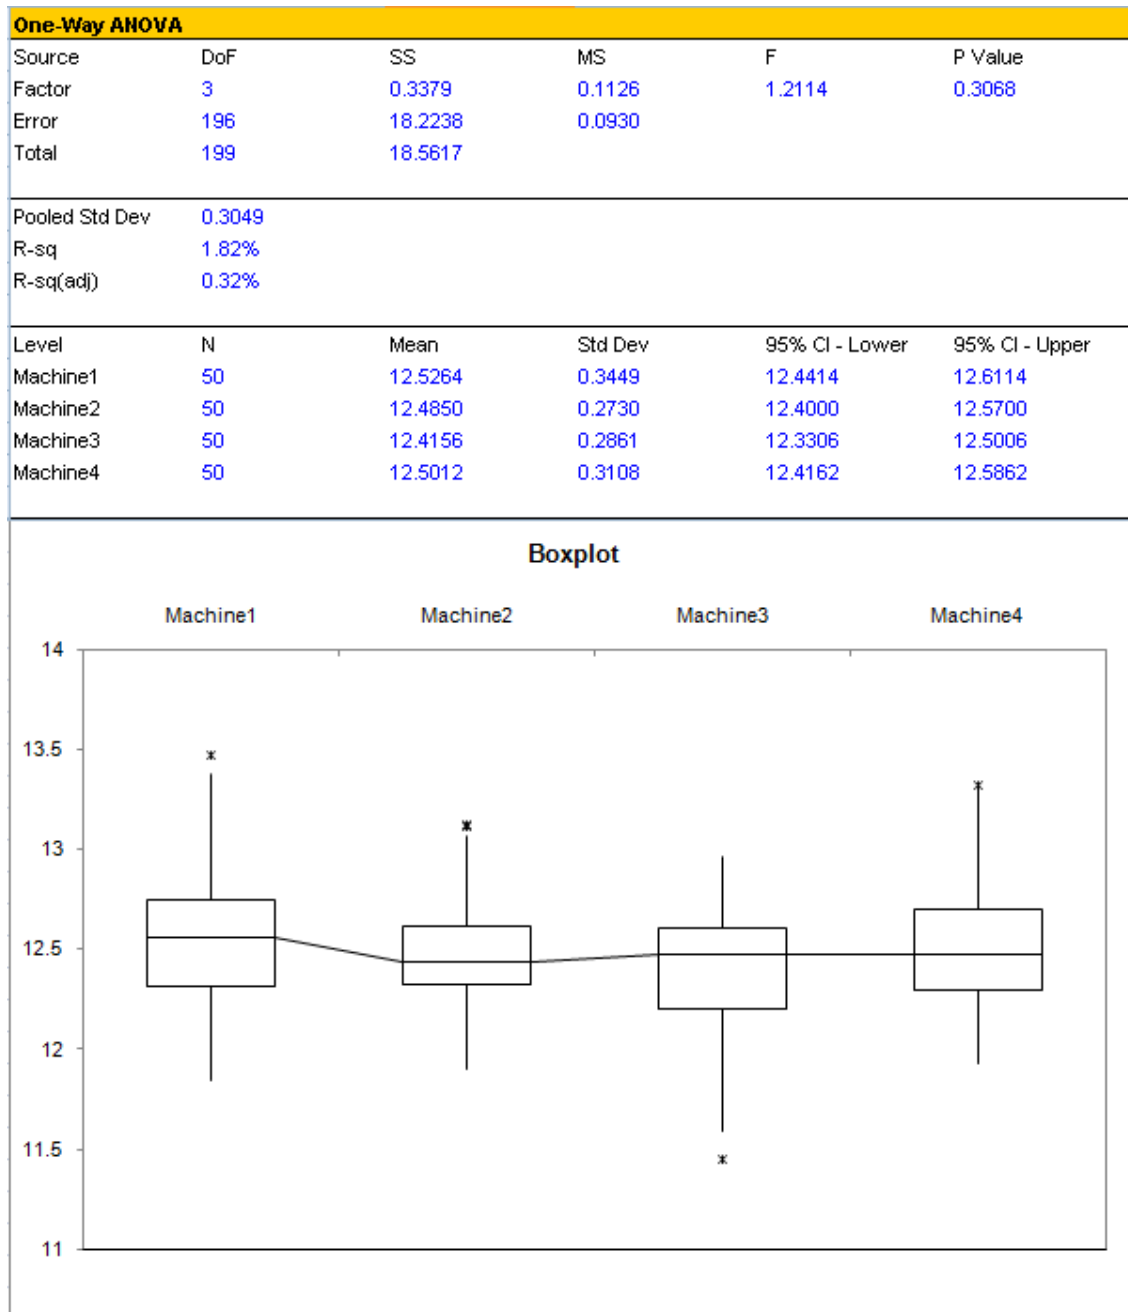 One-Way ANOVA
Source DoF SS MS F P Value
Factor 3 0.3379 0.1126 1.2114 0.3068
Error 196 18.2238 0.0930
Total 199 18.5617
Pooled Std Dev 0.3049
R-sq 1.82%
R-sq(adj) 0.32%
Level N Mean Std Dev 95% CI - Lower 95% CI - Upper
Machine1 50 12.5264 0.3449 12.4414 12.6114
Machine2 50 12.4850 0.2730 12.4000 12.5700
Machine3 50 12.4156 0.2861 12.3306 12.5006
Machine4 50 12.5012 0.3108 12.4162 12.5862
Boxplot
Machine1 Machine2 Machine3 Machine4
14
13.5
13
12.5
12
11.5
11